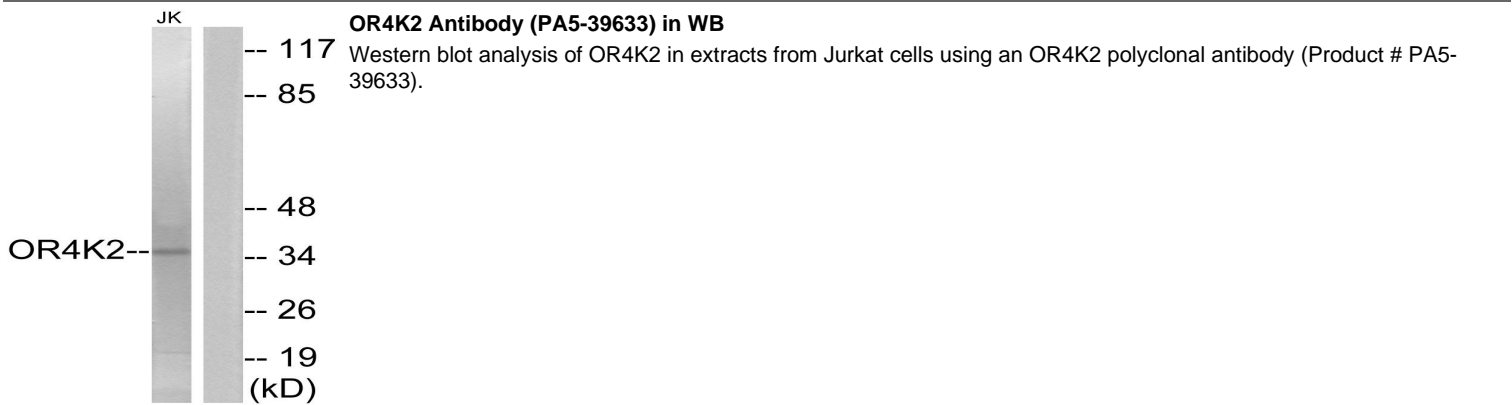 JK
-- 117
-- 85
-- 48
OR4K2--
-- 34
-- 26
-- 19
(kD)
OR4K2 Antibody (PA5-39633) in WB
Western blot analysis of OR4K2 in extracts from Jurkat cells using an OR4K2 polyclonal antibody (Product # PA5-
39633).